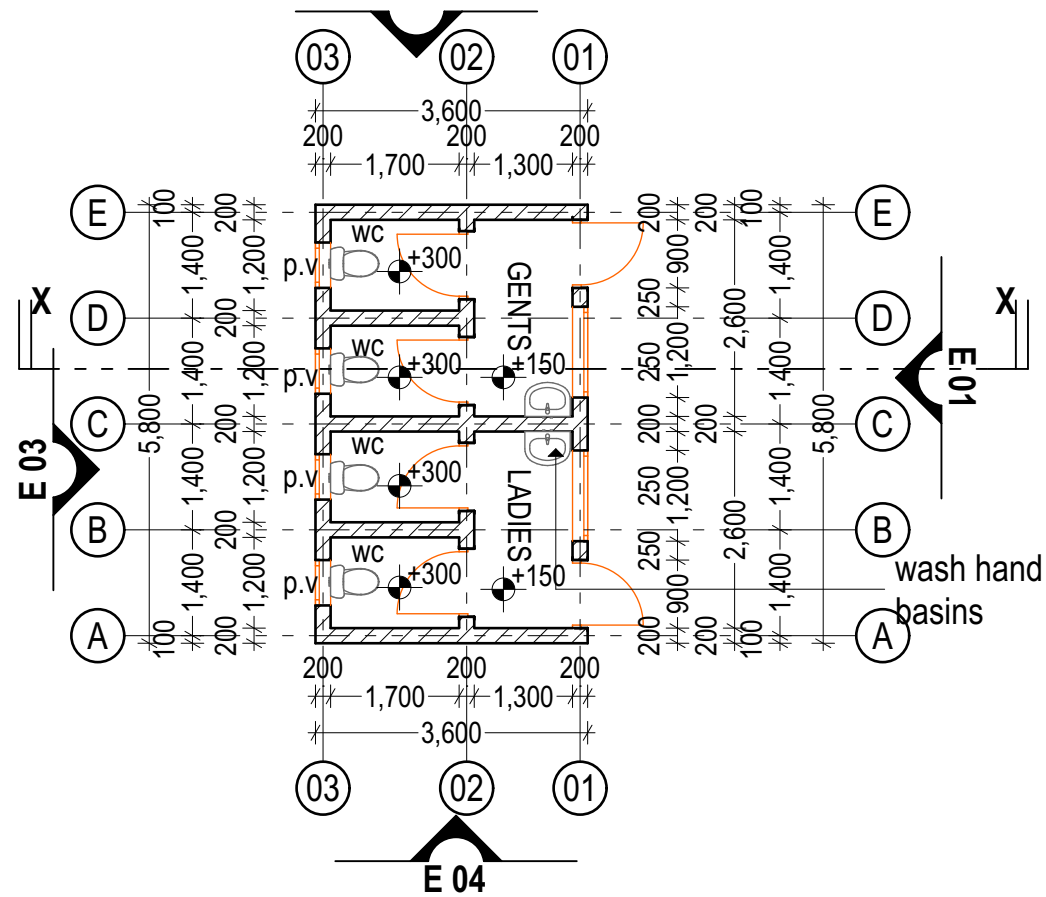 03 02 01
3,600
200 200 200
1,700 1,300
E 100 1,400 200 1,200 5,800
WC
p.v
+300
GENTS
200 900 250 200 2,600 100 1,400 5,800 E
X
D 1,400 200 1,200
WC
p.v
+300
+150
250 1,200 1,400 D
X
E 01
C 200 1,400 1,200
WC
p.v
+300
LADIES
200 200 250 1,200 2,600 1,400 C
E 03
B 200 1,400 1,200
WC
p.v
+300
+150
250 900 1,400 B
wash hand
basins
A 100 200
200 200 100 A
200 200 200
1,700 1,300
3,600
03 02 01
E 04